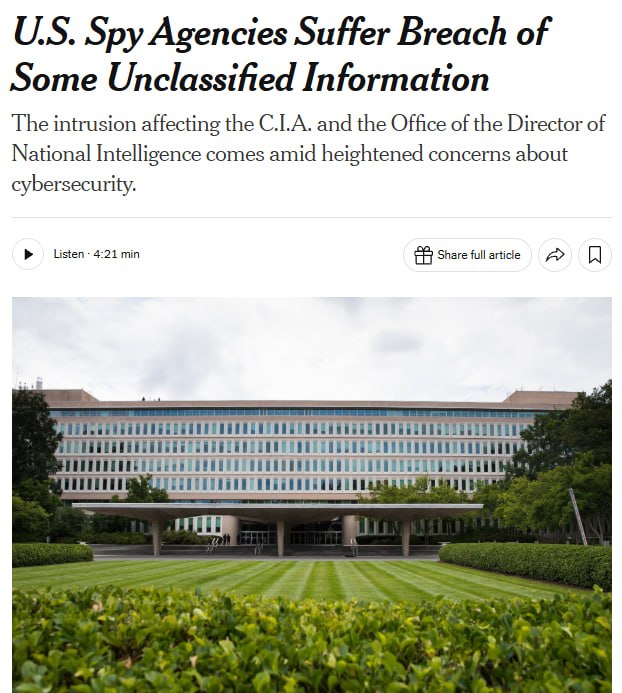 U.S. Spy Agencies Suffer Breach of
Some Unclassified Information
The intrusion affecting the C.I.A. and the Office of the Director of
National Intelligence comes amid heightened concerns about
cybersecurity.
Listen · 4:21 min
Share full article